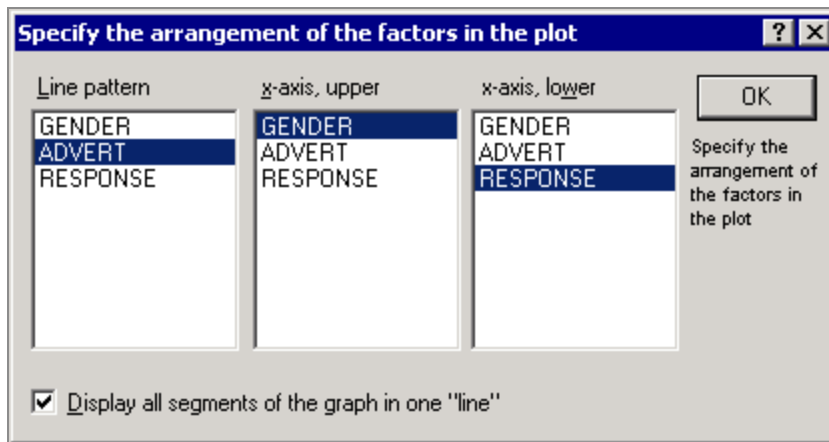 Specify the arrangement of the factors in the plot
Line pattern
GENDER
ADVERT
RESPONSE
x-axis, upper
GENDER
ADVERT
RESPONSE
x-axis, lower
GENDER
ADVERT
RESPONSE
OK
Specify the
arrangement of
the factors in
the plot
Display all segments of the graph in one "line"